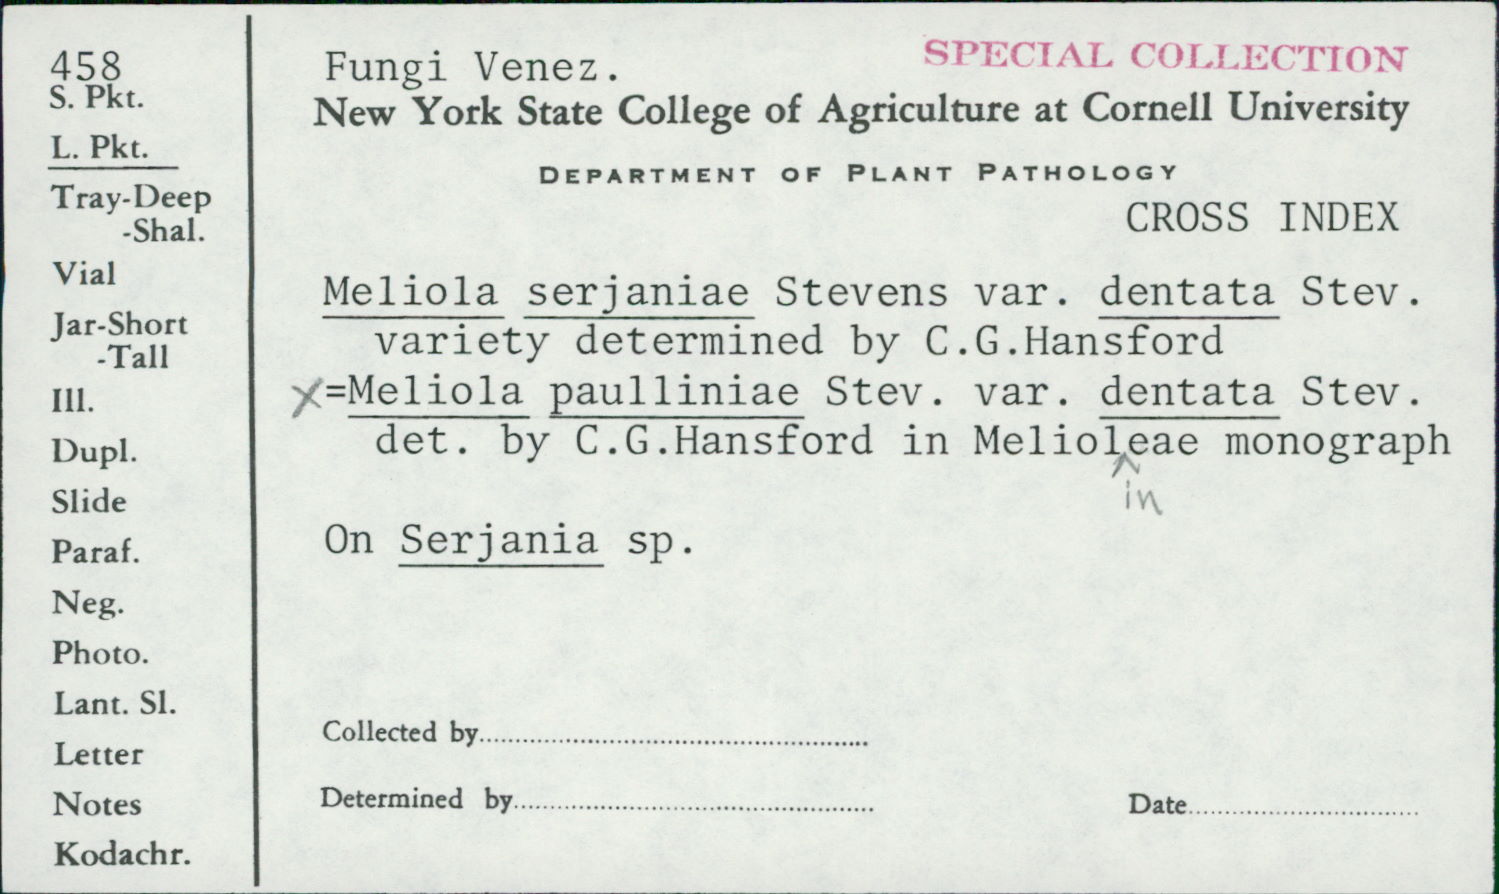 458
S. Pkt.
L. Pkt.
Tray-Deep
-Shal.
Vial
Jar-Short
-Tall
Ill.
Dupl.
Slide
Paraf.
Neg.
Photo.
Lant. Sl.
Letter
Notes
Kodachr.
Fungi Venez.
SPECIAL COLLECTION
New York State College of Agriculture at Cornell University
DEPARTMENT OF PLANT PATHOLOGY
CROSS INDEX
Meliola serjaniae Stevens var. dentata Stev.
variety determined by C.G.Hansford
X=Meliola paulliniae Stev. var. dentata Stev.
det. by C.G.Hansford in Melioleae monograph
^
in
On Serjania sp.
Collected by
Determined by
Date